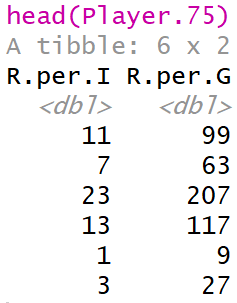 head(Player.75)
A tibble: 6 x 2
R.per.I R.per.G
<dbl> <dbl>
11 99
7 63
23 207
13 117
1 9
3 27